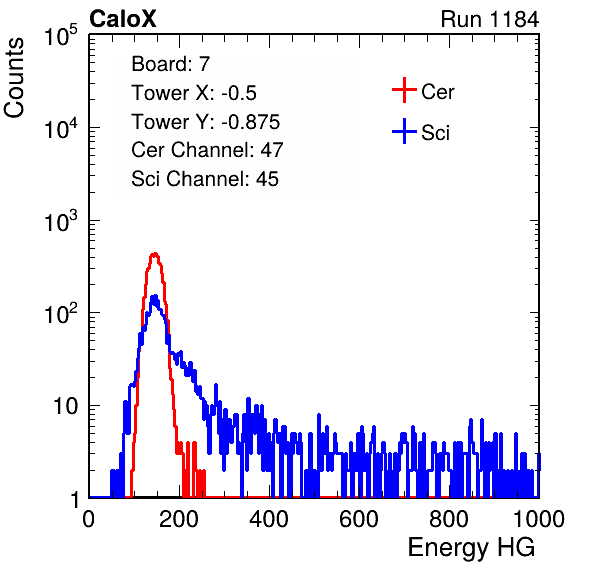 CaloX Run 1184
Counts
Board: 7
Tower X: -0.5
Tower Y: -0.875
Cer Channel: 47
Sci Channel: 45
Cer
Sci
10^5
10^4
10^3
10^2
10
1
0 200 400 600 800 1000
Energy HG